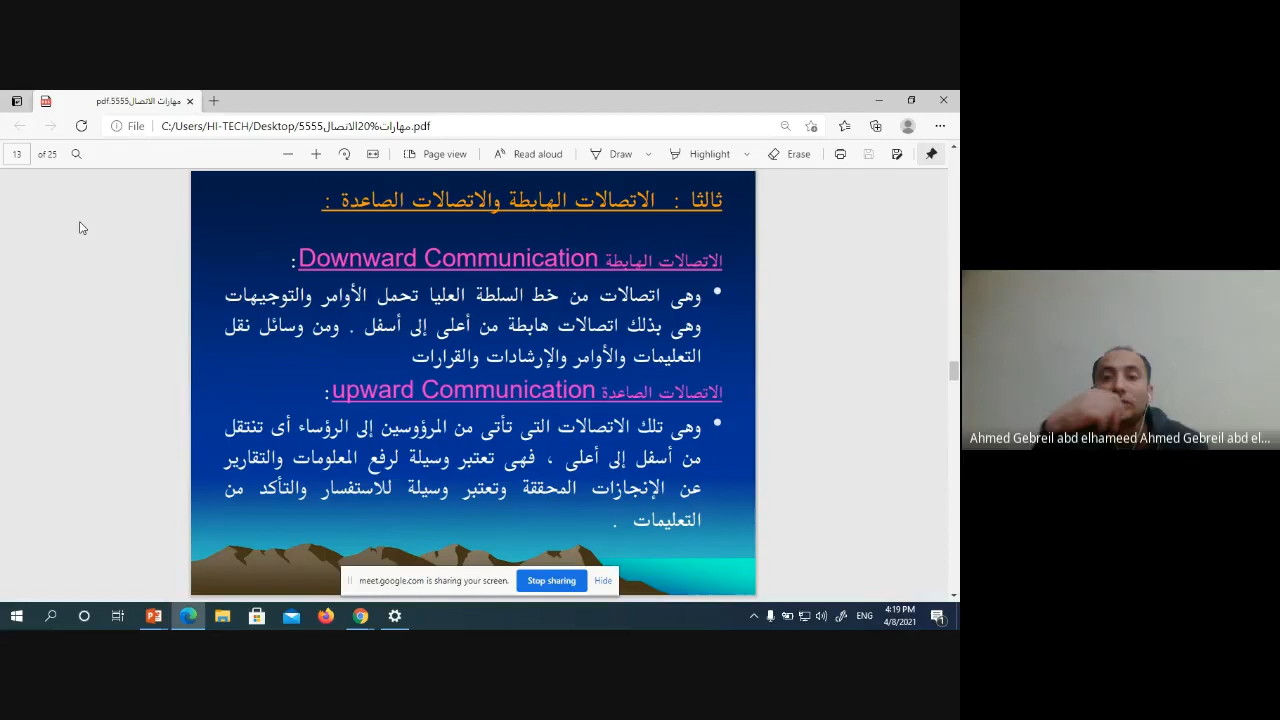 مهارات الاتصال5555.pdf
File
C:/Users/HI-TECH/Desktop/مهارات%20الاتصال5555.pdf
13 of 25
Page view
Read aloud
Draw
Highlight
Erase
ثالثا : الاتصالات الهابطة والاتصالات الصاعدة :
الاتصالات الهابطة Downward Communication :
• وهى اتصالات من خط السلطة العليا تحمل الأوامر والتوجيهات
وهى بذلك اتصالات هابطة من أعلى إلى أسفل . ومن وسائل نقل
التعليمات والأوامر والإرشادات والقرارات
الاتصالات الصاعدة upward Communication :
• وهى تلك الاتصالات التى تأتى من المرؤوسين إلى الرؤساء أى تنتقل
من أسفل إلى أعلى ، فهى تعتبر وسيلة لرفع المعلومات والتقارير
عن الإنجازات المحققة وتعتبر وسيلة للاستفسار والتأكد من
التعليمات .
meet.google.com is sharing your screen.
Stop sharing
Hide
Ahmed Gebreil abd elhameed Ahmed Gebreil abd el...
ENG
4:19 PM
4/8/2021
1